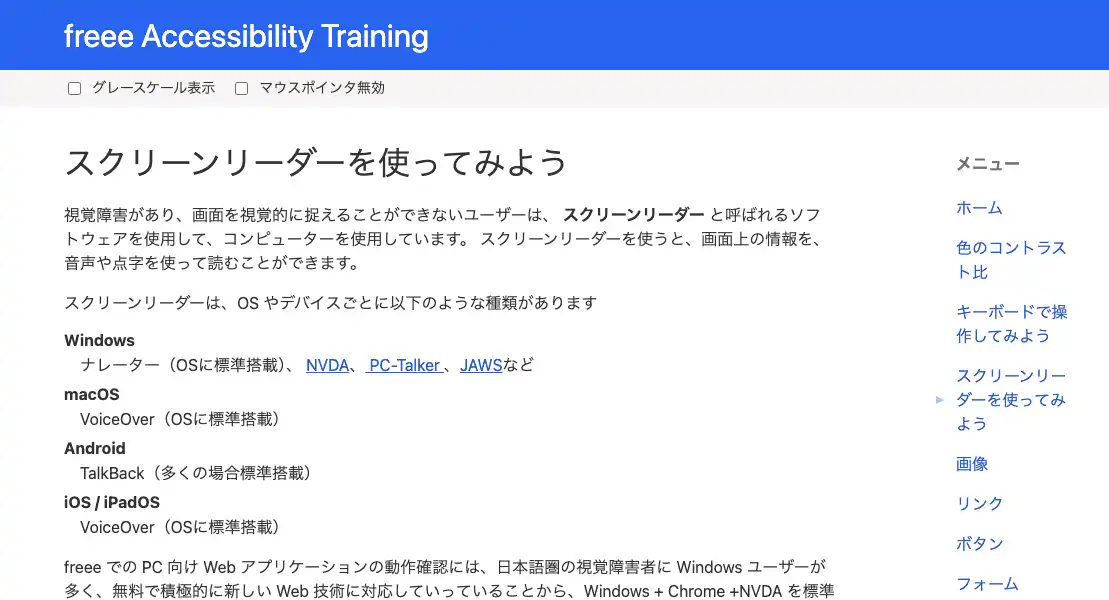 freee Accessibility Training
グレースケール表示 マウスポインタ無効
スクリーンリーダーを使ってみよう
視覚障害があり、画面を視覚的に捉えることができないユーザーは、 スクリーンリーダー と呼ばれるソフ
トウェアを使用して、コンピューターを使用しています。 スクリーンリーダーを使うと、画面上の情報を、
音声や点字を使って読むことができます。
スクリーンリーダーは、OS やデバイスごとに以下のような種類があります
Windows
ナレーター（OSに標準搭載）、 NVDA、 PC-Talker 、 JAWSなど
macOS
VoiceOver（OSに標準搭載）
Android
TalkBack（多くの場合標準搭載）
iOS / iPadOS
VoiceOver（OSに標準搭載）
freee での PC 向け Web アプリケーションの動作確認には、日本語圏の視覚障害者に Windows ユーザーが
多く、無料で積極的に新しい Web 技術に対応していっていることから、Windows + Chrome +NVDA を標準
メニュー
ホーム
色のコントラス
ト比
キーボードで操
作してみよう
スクリーンリー
ダーを使ってみ
よう
画像
リンク
ボタン
フォーム